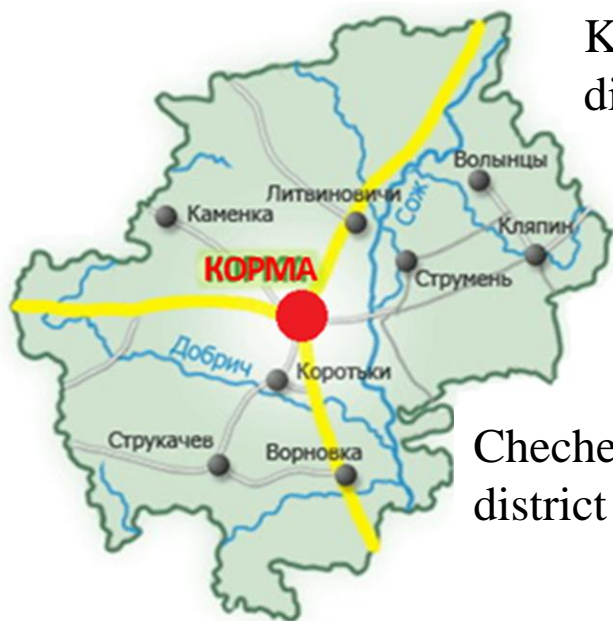 K
di
Волынцы
Литвиновичи
Каменка
Сож
Кляпин
КОРМА
Струмень
Добрич
Коротьки
Струкачев
Ворновка
Cheche
district